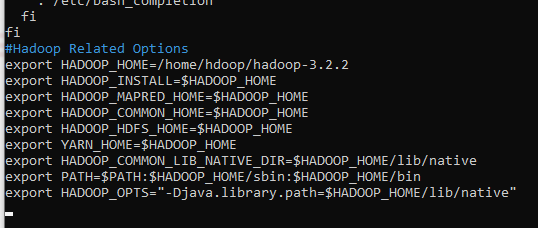 . /etc/bash_completion
fi
fi
#Hadoop Related Options
export HADOOP_HOME=/home/hdoop/hadoop-3.2.2
export HADOOP_INSTALL=$HADOOP_HOME
export HADOOP_MAPRED_HOME=$HADOOP_HOME
export HADOOP_COMMON_HOME=$HADOOP_HOME
export HADOOP_HDFS_HOME=$HADOOP_HOME
export YARN_HOME=$HADOOP_HOME
export HADOOP_COMMON_LIB_NATIVE_DIR=$HADOOP_HOME/lib/native
export PATH=$PATH:$HADOOP_HOME/sbin:$HADOOP_HOME/bin
export HADOOP_OPTS="-Djava.library.path=$HADOOP_HOME/lib/native"